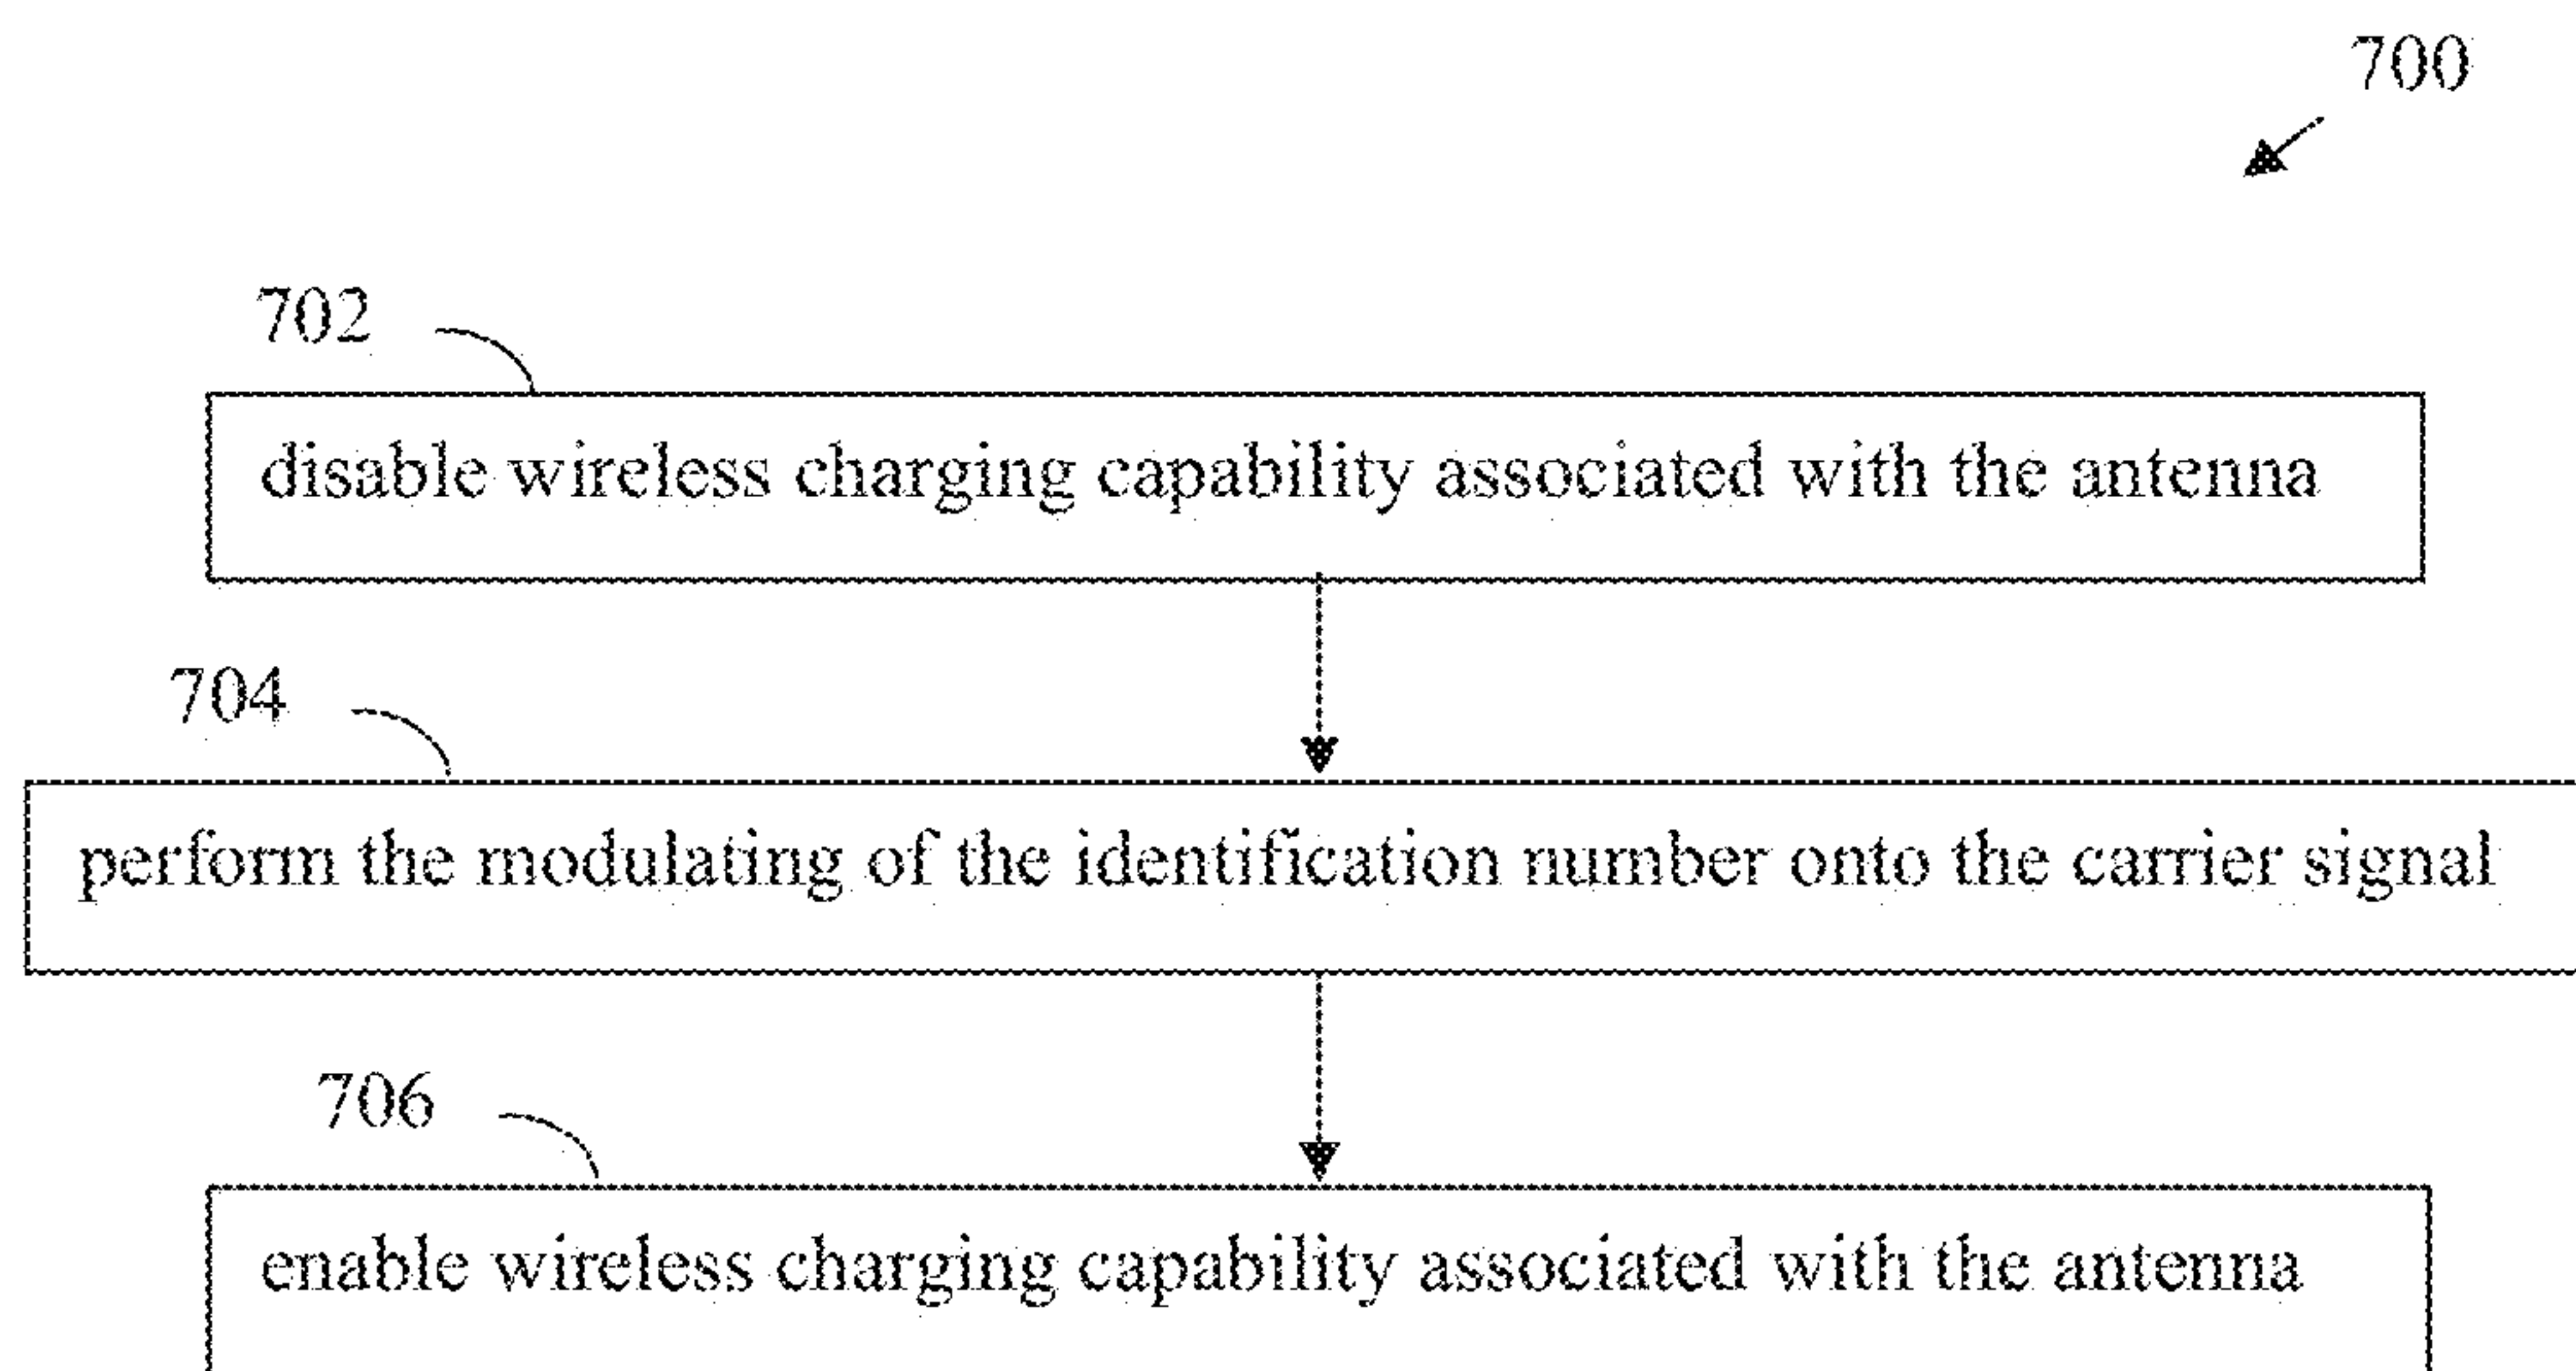 700
702
disable wireless charging capability associated with the antenna
704
perform the modulating of the identification number onto the carrier signal
706
enable wireless charging capability associated with the antenna